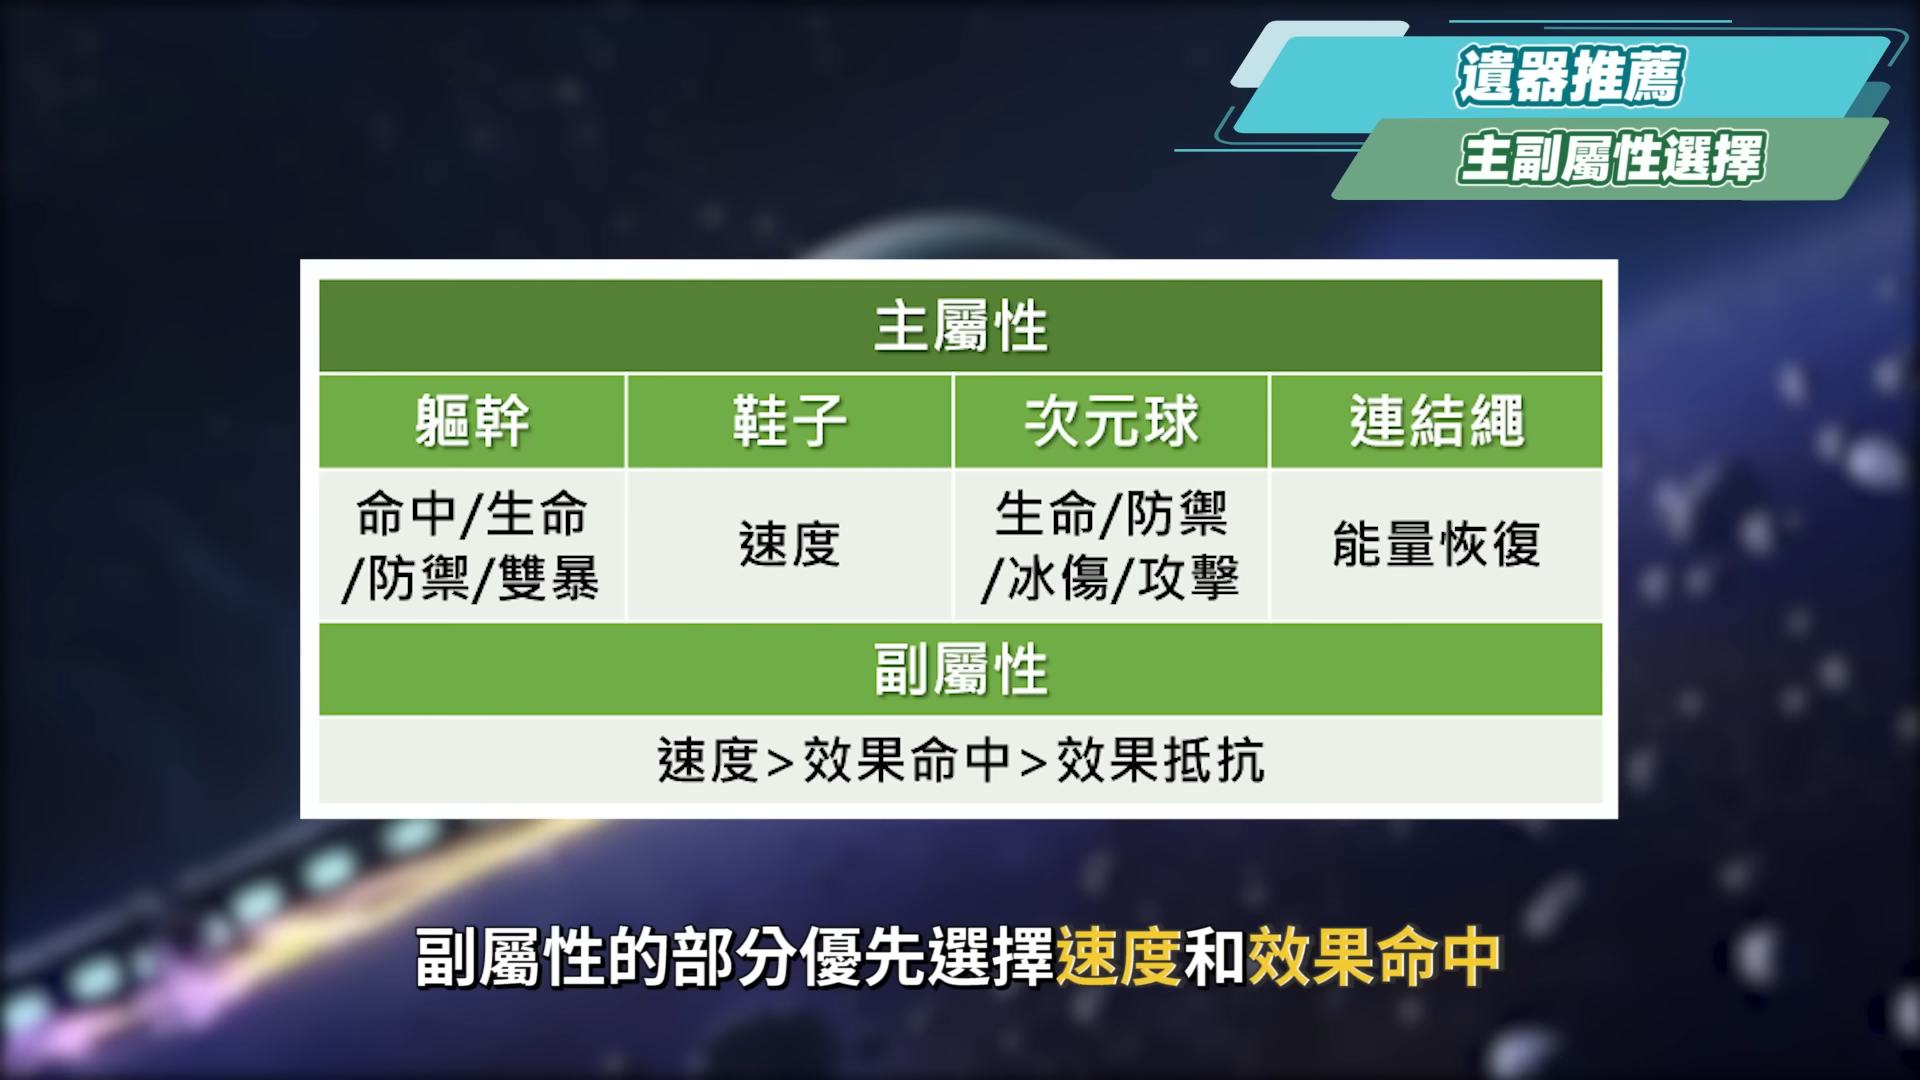 遺器推薦
主副屬性選擇
主屬性
軀幹
鞋子
次元球
連結繩
命中/生命
/防禦/雙暴
速度
生命/防禦
/冰傷/攻擊
能量恢復
副屬性
速度>效果命中>效果抵抗
副屬性的部分優先選擇速度和效果命中